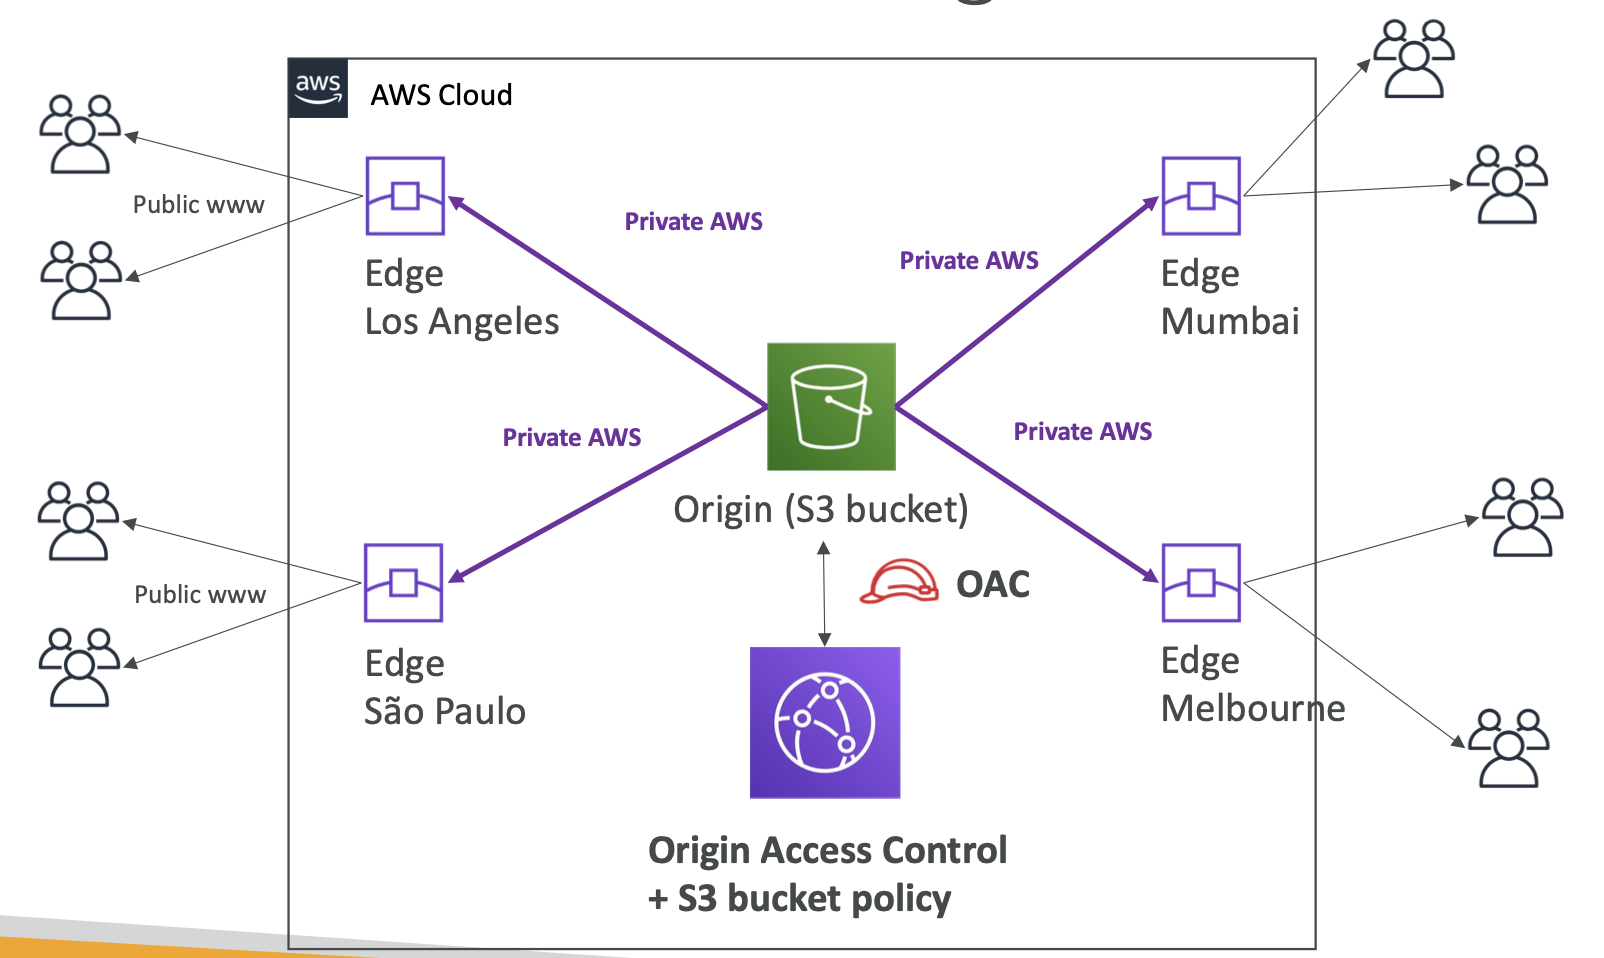 aws
AWS Cloud
Public www
Private AWS
Private AWS
Edge
Los Angeles
Edge
Mumbai
Private AWS
Private AWS
Origin (S3 bucket)
OAC
Public www
Edge
São Paulo
Edge
Melbourne
Origin Access Control
+ S3 bucket policy